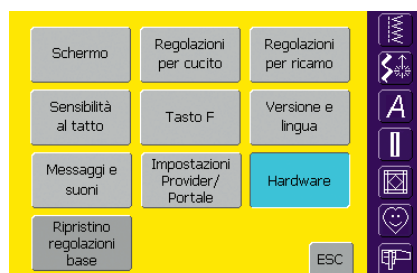 Schermo
Regolazioni
per cucito
Regolazioni
per ricamo
Sensibilità
al tatto
Tasto F
Versione e
lingua
Messaggi e
suoni
Impostazioni
Provider/
Portale
Hardware
Ripristino
regolazioni
base
ESC
A